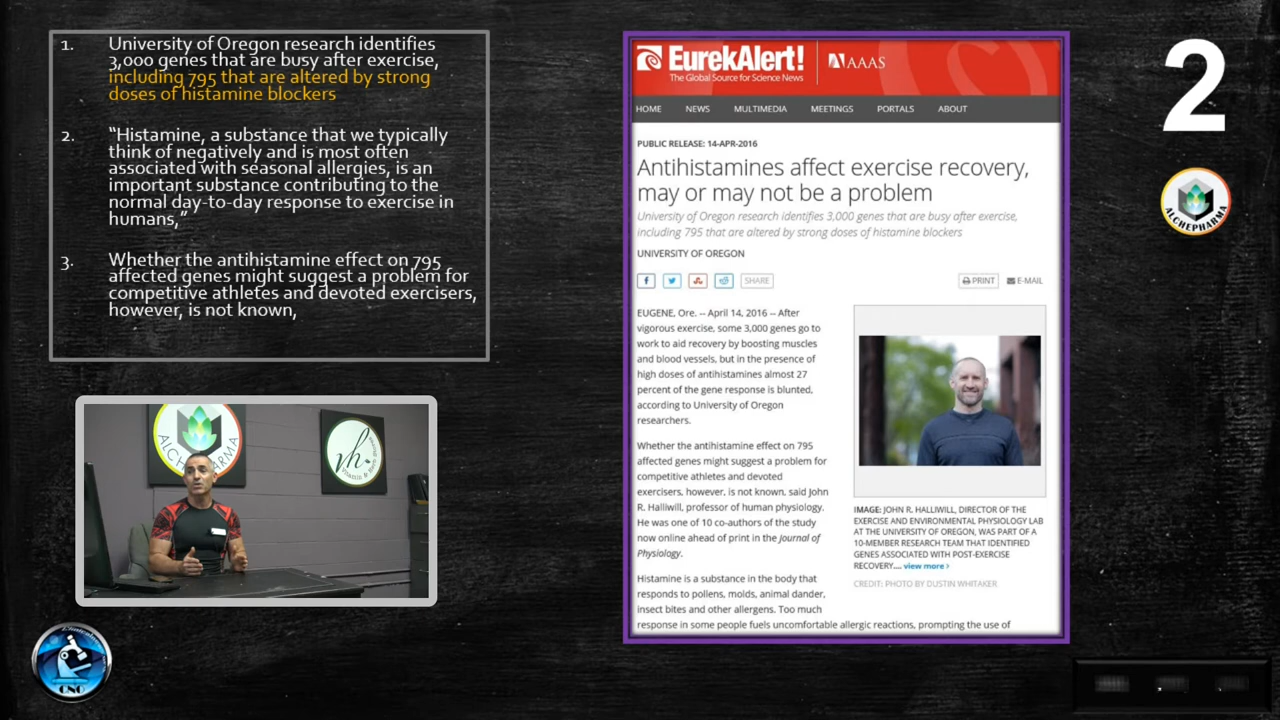 1. University of Oregon research identifies
3,000 genes that are busy after exercise,
including 795 that are altered by strong
doses of histamine blockers
2. “Histamine, a substance that we typically
think of negatively and is most often
associated with seasonal allergies, is an
important substance contributing to the
normal day-to-day response to exercise in
humans,”
3. Whether the antihistamine effect on 795
affected genes might suggest a problem for
competitive athletes and devoted exercisers,
however, is not known,
EurekAlert!
The Global Source for Science News
AAAS
HOME NEWS MULTIMEDIA MEETINGS PORTALS ABOUT
PUBLIC RELEASE: 14-APR-2016
Antihistamines affect exercise recovery,
may or may not be a problem
University of Oregon research identifies 3,000 genes that are busy after exercise,
including 795 that are altered by strong doses of histamine blockers
UNIVERSITY OF OREGON
SHARE PRINT E-MAIL
EUGENE, Ore. -- April 14, 2016 -- After
vigorous exercise, some 3,000 genes go to
work to aid recovery by boosting muscles
and blood vessels, but in the presence of
high doses of antihistamines almost 27
percent of the gene response is blunted,
according to University of Oregon
researchers.
Whether the antihistamine effect on 795
affected genes might suggest a problem for
competitive athletes and devoted
exercisers, however, is not known, said John
R. Halliwill, professor of human physiology.
He was one of 10 co-authors of the study
now online ahead of print in the Journal of
Physiology.
Histamine is a substance in the body that
responds to pollens, molds, animal dander,
insect bites and other allergens. Too much
response in some people fuels uncomfortable allergic reactions, prompting the use of
IMAGE: JOHN R. HALLIWILL, DIRECTOR OF THE
EXERCISE AND ENVIRONMENTAL PHYSIOLOGY LAB
AT THE UNIVERSITY OF OREGON, WAS PART OF A
10-MEMBER RESEARCH TEAM THAT IDENTIFIED
GENES ASSOCIATED WITH POST-EXERCISE
RECOVERY.... view more >
CREDIT: PHOTO BY DUSTIN WHITAKER
2
ALCHEPHARMA
ALCHEPHARMA
vh